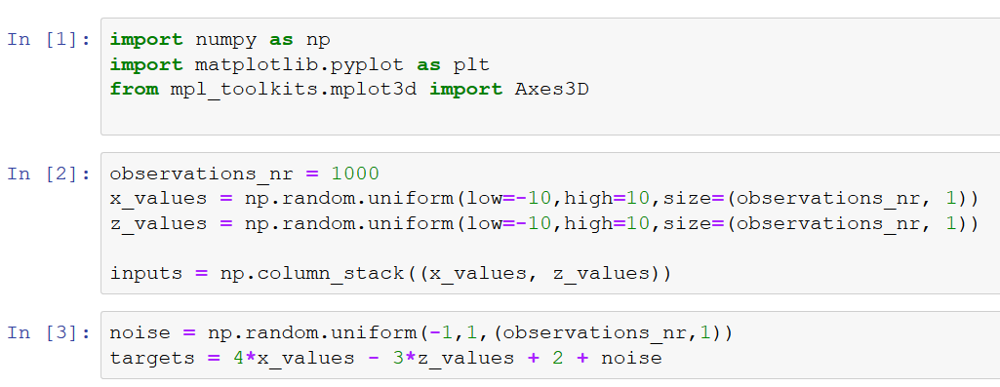 In [1]: import numpy as np
import matplotlib.pyplot as plt
from mpl_toolkits.mplot3d import Axes3D
In [2]: observations_nr = 1000
x_values = np.random.uniform(low=-10,high=10,size=(observations_nr, 1))
z_values = np.random.uniform(low=-10,high=10,size=(observations_nr, 1))
inputs = np.column_stack((x_values, z_values))
In [3]: noise = np.random.uniform(-1,1,(observations_nr,1))
targets = 4*x_values - 3*z_values + 2 + noise